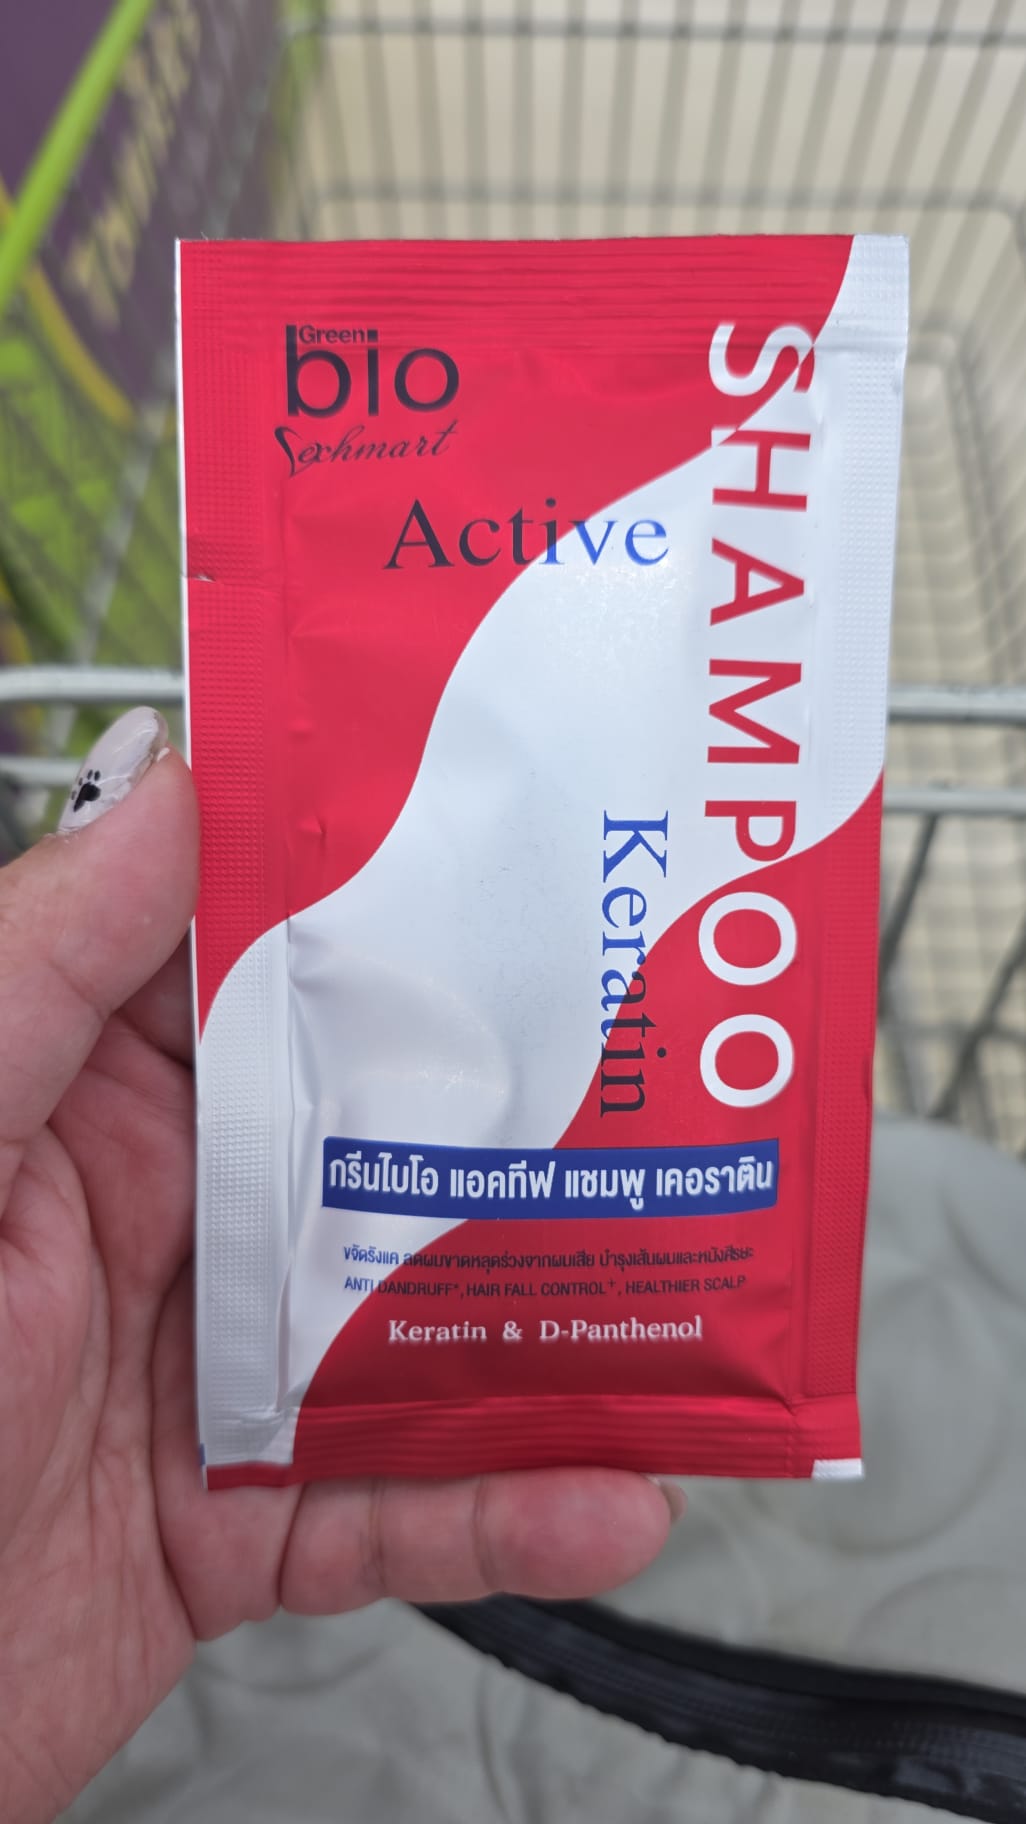 Green
bio
Lexhmart
Active
SHAMPOO
Keratin
กรีนไบโอ แอคทีฟ แชมพู เคอราติน
ขจัดรังแค ลดผมขาดหลุดร่วงจากผมเสีย บำรุงเส้นผมและหนังศีรษะ
ANTI DANDRUFF*, HAIR FALL CONTROL+, HEALTHIER SCALP
Keratin & D-Panthenol